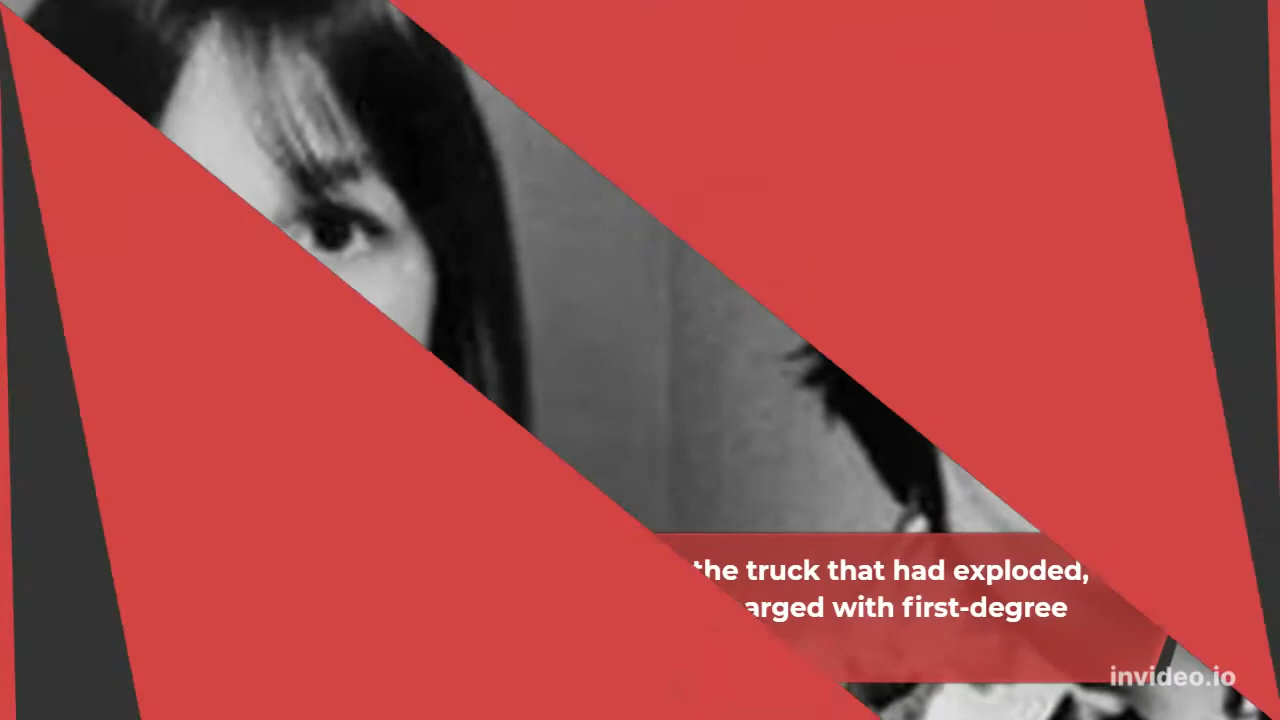 the truck that had exploded,
arged with first-degree
invideo.io